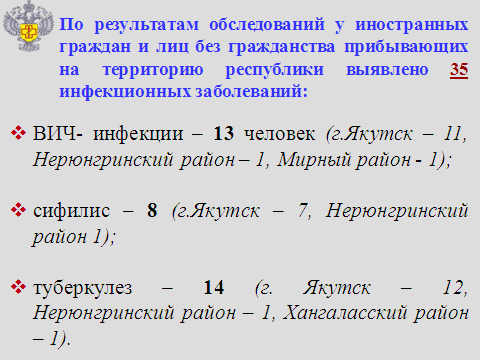 По результатам обследований у иностранных
граждан и лиц без гражданства прибывающих
на территорию республики выявлено 35
инфекционных заболеваний:
ВИЧ- инфекции – 13 человек (г.Якутск – 11,
Нерюнгринский район – 1, Мирный район - 1);
сифилис – 8 (г.Якутск – 7, Нерюнгринский
район 1);
туберкулез – 14 (г. Якутск – 12,
Нерюнгринский район – 1, Хангаласский район
– 1).